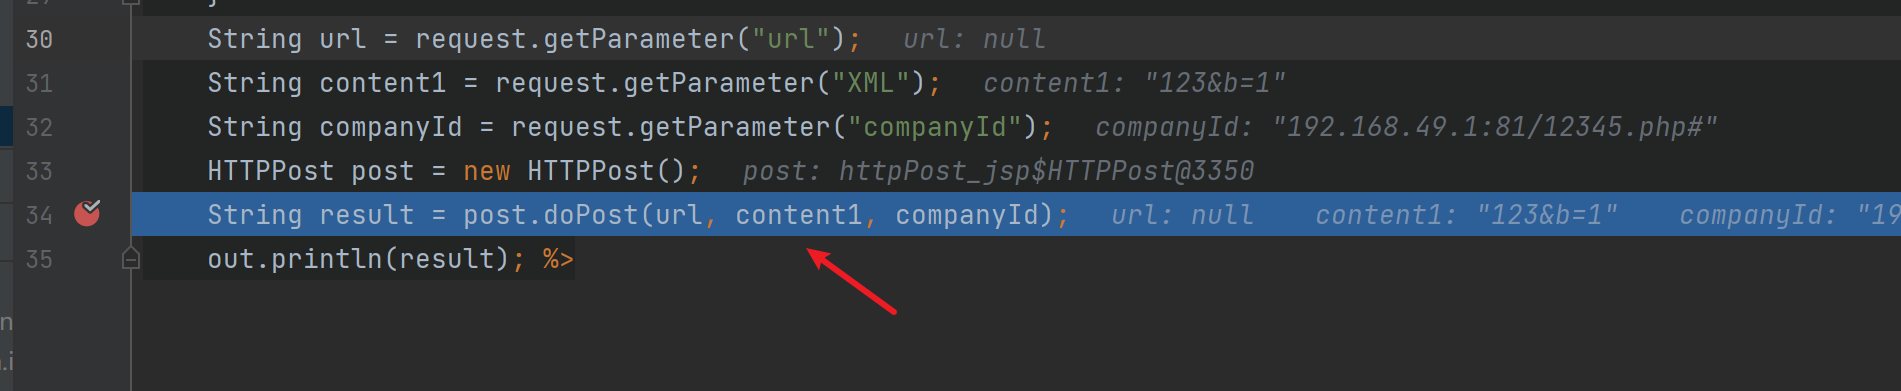 }
30 String url = request.getParameter("url"); url: null
31 String content1 = request.getParameter("XML"); content1: "123&b=1"
32 String companyId = request.getParameter("companyId"); companyId: "192.168.49.1:81/12345.php#"
33 HTTPPost post = new HTTPPost(); post: httpPost_jsp$HTTPPost@3350
34 String result = post.doPost(url, content1, companyId); url: null content1: "123&b=1" companyId: "19
35 out.println(result); %>
n
.i